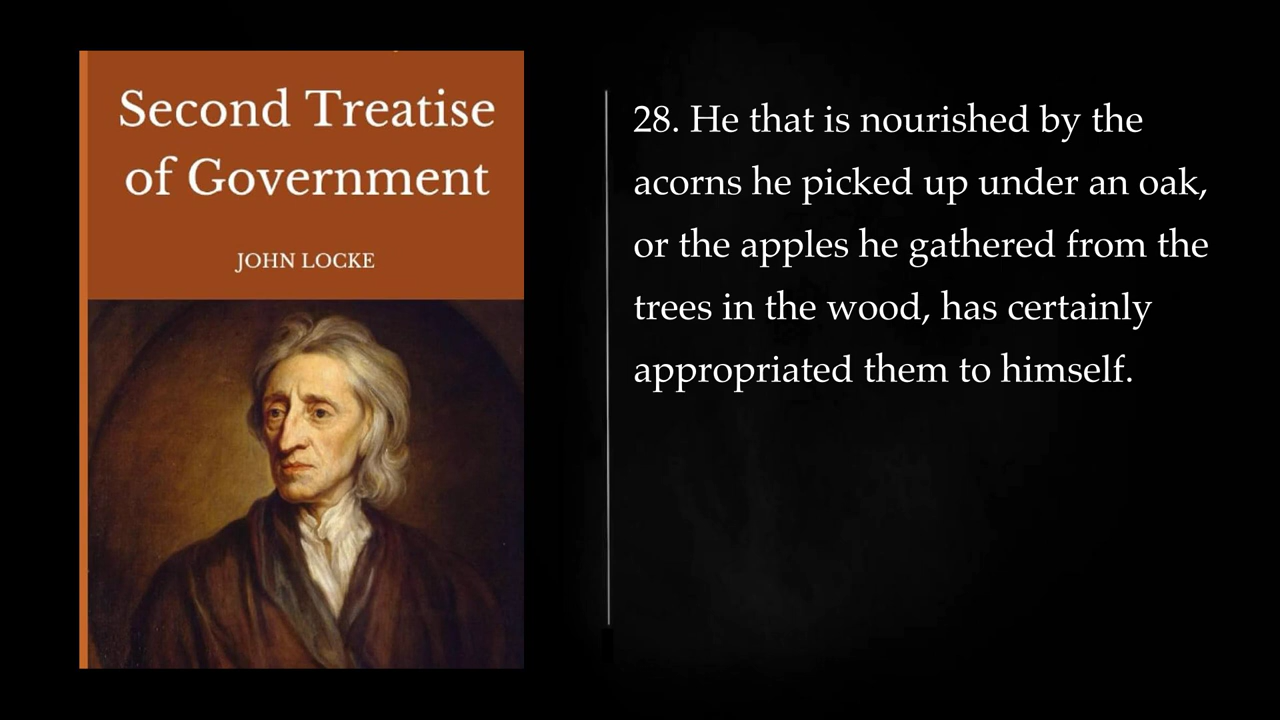 Second Treatise
of Government
JOHN LOCKE
28. He that is nourished by the
acorns he picked up under an oak,
or the apples he gathered from the
trees in the wood, has certainly
appropriated them to himself.